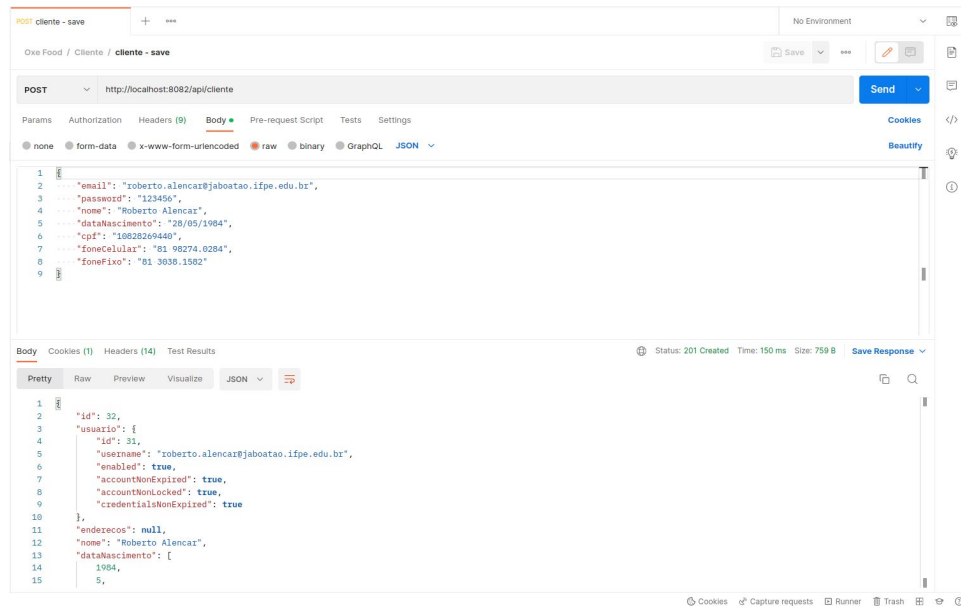 POST cliente - save
No Environment
Oxe Food / Cliente / cliente - save
Save
POST http://localhost:8082/api/cliente
Send
Params Authorization Headers (9) Body Pre-request Script Tests Settings
Cookies
none form-data x-www-form-urlencoded raw binary GraphQL JSON
Beautify
1 {
2 "email": "roberto.alencar@jaboatao.ifpe.edu.br",
3 "password": "123456",
4 "nome": "Roberto Alencar",
5 "dataNascimento": "28/05/1984",
6 "cpf": "10828269440",
7 "foneCelular": "81 98274.0284",
8 "foneFixo": "81 3038.1582"
9 }
Body Cookies (1) Headers (14) Test Results
Status: 201 Created Time: 150 ms Size: 759 B Save Response
Pretty Raw Preview Visualize JSON
1 {
2 "id": 32,
3 "usuario": {
4 "id": 31,
5 "username": "roberto.alencar@jaboatao.ifpe.edu.br",
6 "enabled": true,
7 "accountNonExpired": true,
8 "accountNonLocked": true,
9 "credentialsNonExpired": true
10 },
11 "enderecos": null,
12 "nome": "Roberto Alencar",
13 "dataNascimento": [
14 1984,
15 5,
Cookies Capture requests Runner Trash